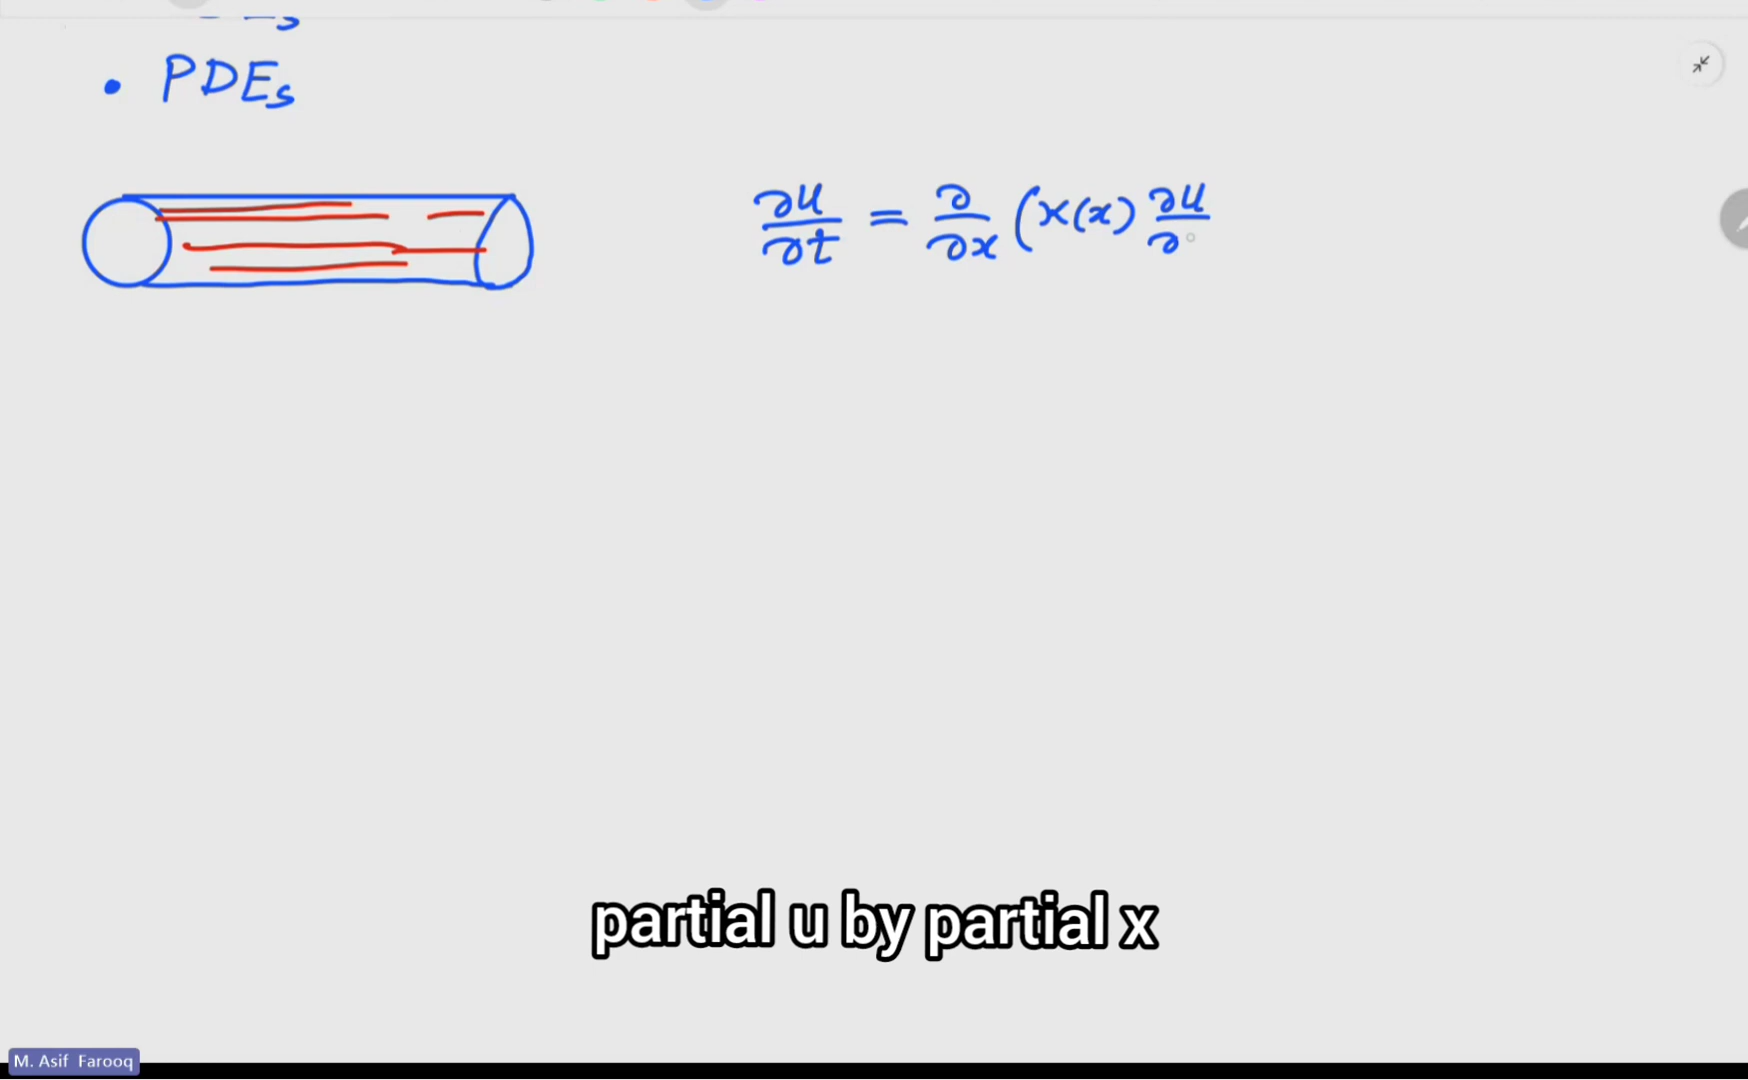 • PDEs
∂u/∂t = ∂/∂x (x(x) ∂u/∂
partial u by partial x
M. Asif Farooq